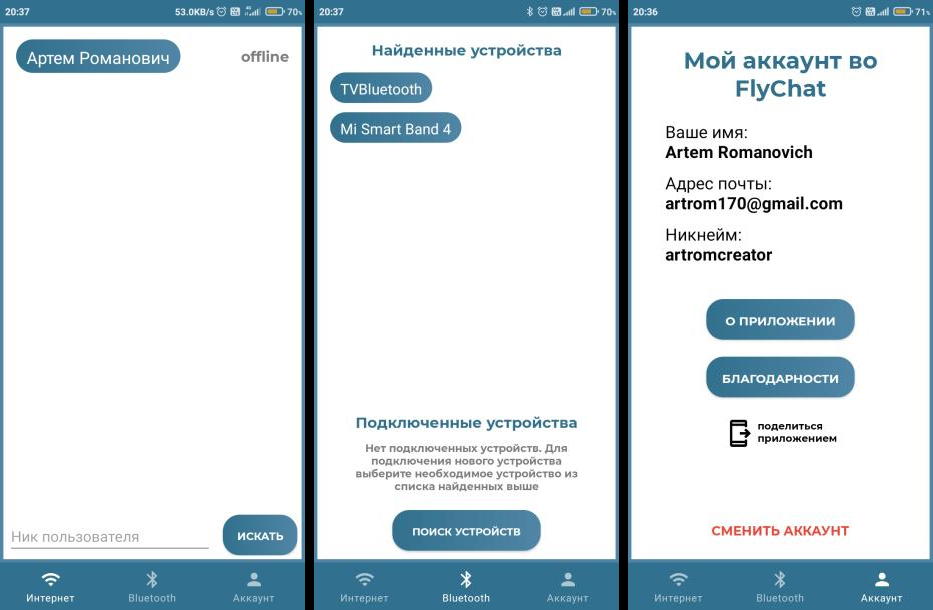 20:37
53.0KB/s
70%
Артем Романович
offline
Ник пользователя
ИСКАТЬ
Интернет
Bluetooth
Аккаунт
20:37
70%
Найденные устройства
TVBluetooth
Mi Smart Band 4
Подключенные устройства
Нет подключенных устройств. Для
подключения нового устройства
выберите необходимое устройство из
списка найденных выше
ПОИСК УСТРОЙСТВ
Интернет
Bluetooth
Аккаунт
20:36
71%
Мой аккаунт во
FlyChat
Ваше имя:
Artem Romanovich
Адрес почты:
artrom170@gmail.com
Никнейм:
artromcreator
О ПРИЛОЖЕНИИ
БЛАГОДАРНОСТИ
поделиться
приложением
СМЕНИТЬ АККАУНТ
Интернет
Bluetooth
Аккаунт